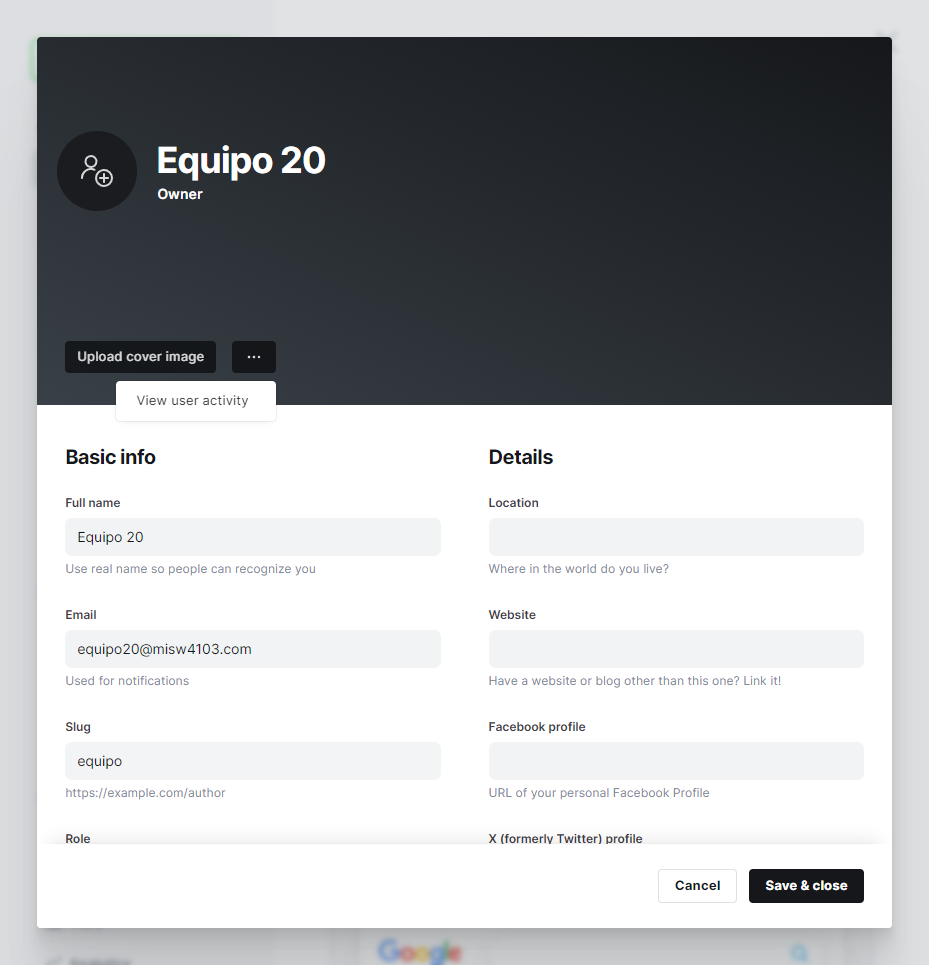 Equipo 20
Owner
Upload cover image
...
View user activity
Basic info
Full name
Equipo 20
Use real name so people can recognize you
Email
equipo20@misw4103.com
Used for notifications
Slug
equipo
https://example.com/author
Role
Details
Location
Where in the world do you live?
Website
Have a website or blog other than this one? Link it!
Facebook profile
URL of your personal Facebook Profile
X (formerly Twitter) profile
Cancel
Save & close
Analytics
Google